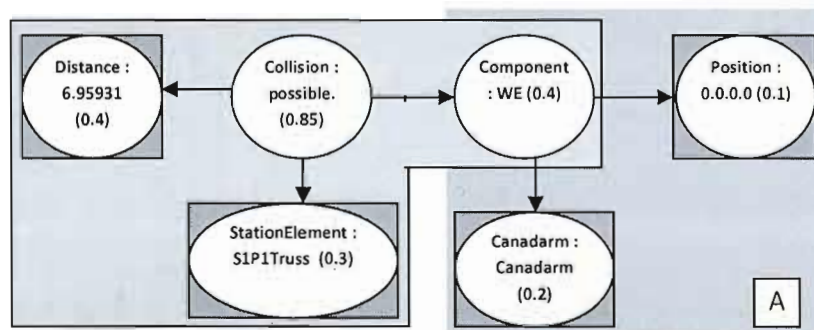 Distance :
6.95931
(0.4)
Collision :
possible.
(0.85)
Component
: WE (0.4)
Position :
0.0.0.0 (0.1)
StationElement :
S1P1Truss (0.3)
Canadarm :
Canadarm
(0.2)
A